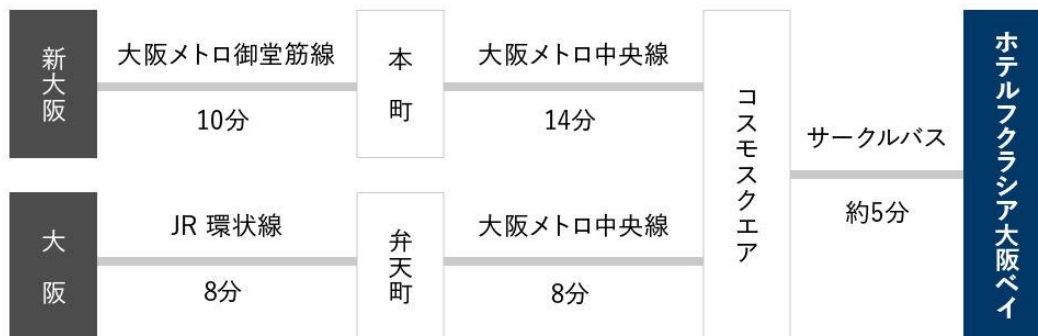 新大阪
大阪メトロ御堂筋線
10分
本町
大阪メトロ中央線
14分
大阪
JR 環状線
8分
弁天町
大阪メトロ中央線
8分
コスモスクエア
サークルバス
約5分
ホテルフクラシア大阪ベイ